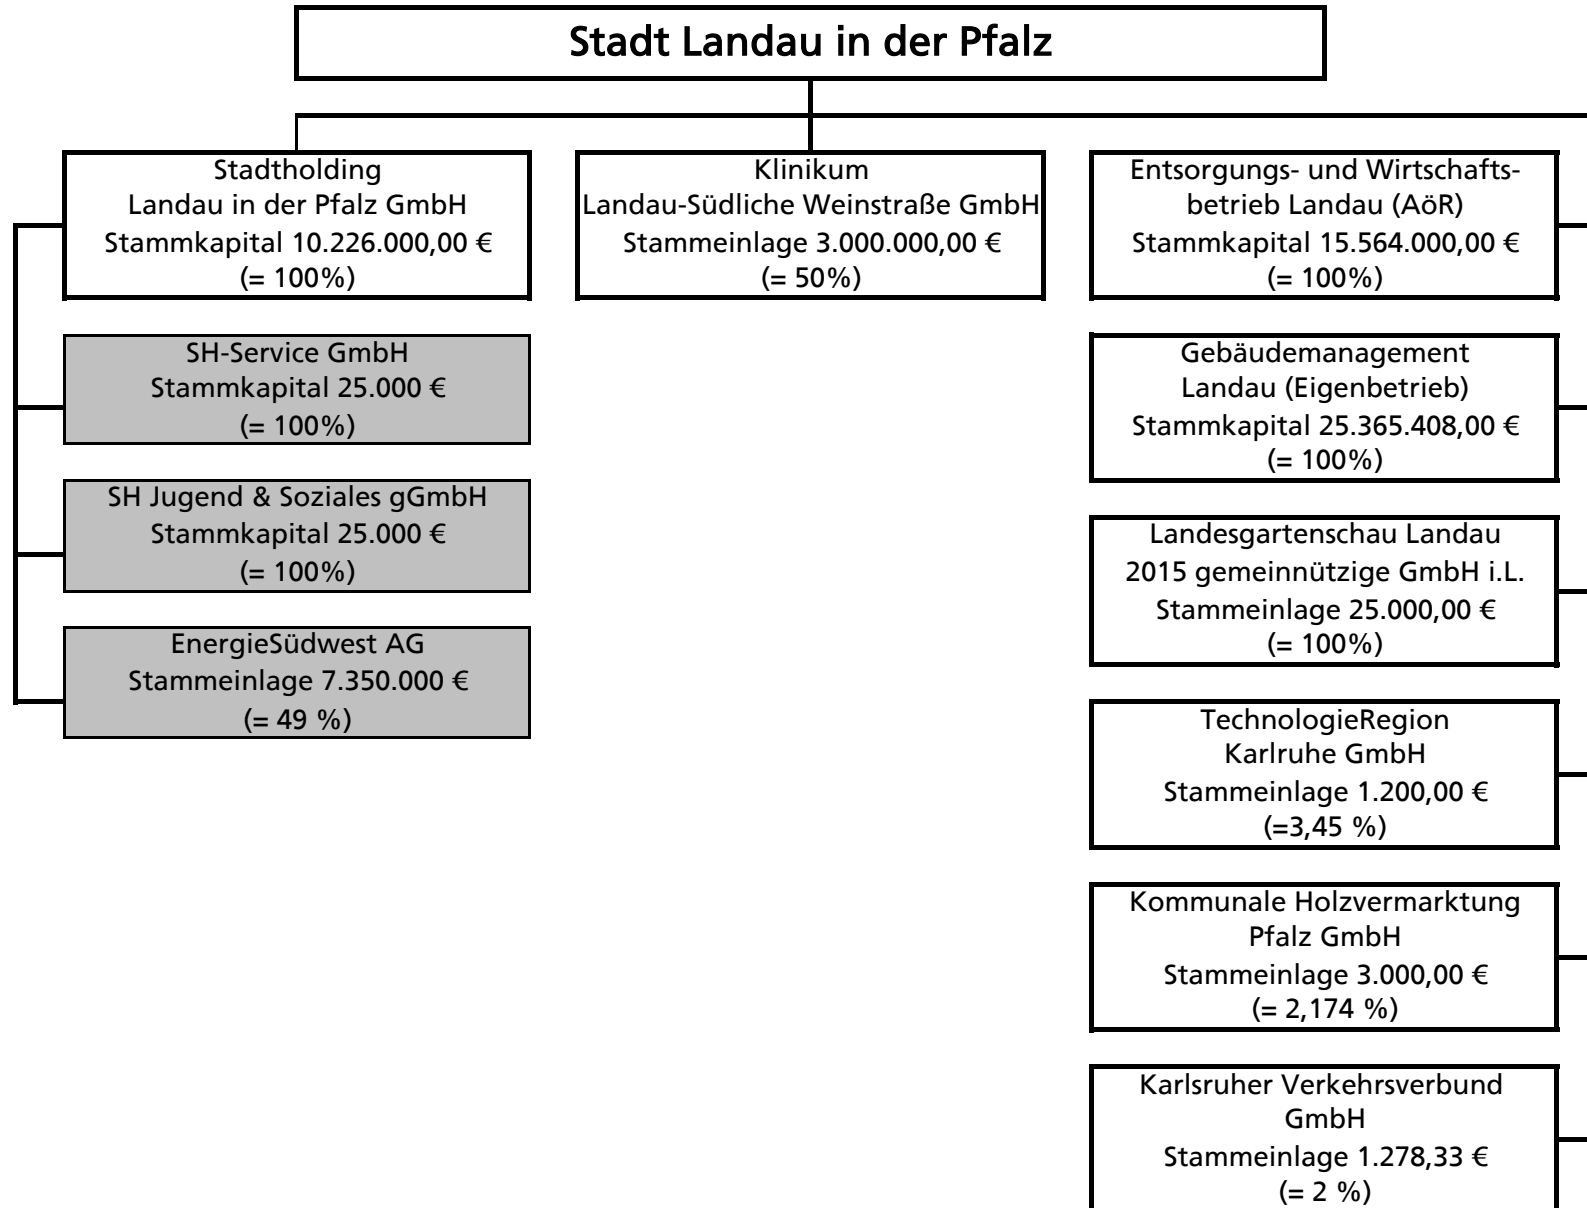 Stadt Landau in der Pfalz
Stadtholding
Landau in der Pfalz GmbH
Stammkapital 10.226.000,00 €
(= 100%)
SH-Service GmbH
Stammkapital 25.000 €
(= 100%)
SH Jugend & Soziales gGmbH
Stammkapital 25.000 €
(= 100%)
EnergieSüdwest AG
Stammeinlage 7.350.000 €
(= 49 %)
Klinikum
Landau-Südliche Weinstraße GmbH
Stammeinlage 3.000.000,00 €
(= 50%)
Entsorgungs- und Wirtschafts-
betrieb Landau (AöR)
Stammkapital 15.564.000,00 €
(= 100%)
Gebäudemanagement
Landau (Eigenbetrieb)
Stammkapital 25.365.408,00 €
(= 100%)
Landesgartenschau Landau
2015 gemeinnützige GmbH i.L.
Stammeinlage 25.000,00 €
(= 100%)
TechnologieRegion
Karlruhe GmbH
Stammeinlage 1.200,00 €
(=3,45 %)
Kommunale Holzvermarktung
Pfalz GmbH
Stammeinlage 3.000,00 €
(= 2,174 %)
Karlsruher Verkehrsverbund
GmbH
Stammeinlage 1.278,33 €
(= 2 %)